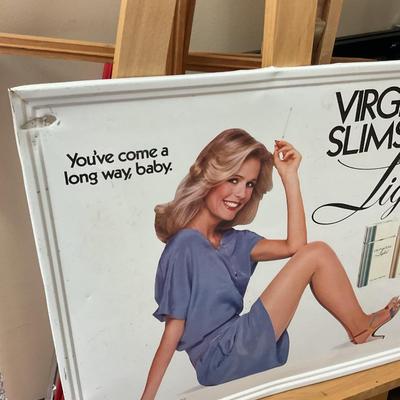 You've come a
long way, baby.
VIRG
SLIMS
Lig